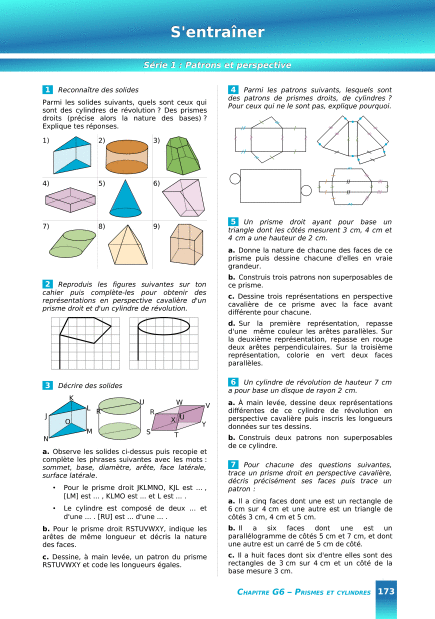 S'entraîner
Série 1 : Patrons et perspective
1 Reconnaître des solides
Parmi les solides suivants, quels sont ceux qui
sont des cylindres de révolution ? Des prismes
droits (précise alors la nature des bases) ?
Explique tes réponses.
1) 2) 3)
4) 5) 6)
7) 8) 9)
2 Reproduis les figures suivantes sur ton
cahier puis complète-les pour obtenir des
représentations en perspective cavalière d'un
prisme droit et d'un cylindre de révolution.
3 Décrire des solides
K
J
L
O
M
N
U
R
W
V
R
U
X
Y
S
T
a. Observe les solides ci-dessus puis recopie et
complète les phrases suivantes avec les mots :
sommet, base, diamètre, arête, face latérale,
surface latérale.
• Pour le prisme droit JKLMNO, KJL est ... ,
[LM] est ... , KLMO est ... et L est ... .
• Le cylindre est composé de deux ... et
d'une ... . [RU] est ... d'une ... .
b. Pour le prisme droit RSTUVWXY, indique les
arêtes de même longueur et décris la nature
des faces.
c. Dessine, à main levée, un patron du prisme
RSTUVWXY et code les longueurs égales.
4 Parmi les patrons suivants, lesquels sont
des patrons de prismes droits, de cylindres ?
Pour ceux qui ne le sont pas, explique pourquoi.
5 Un prisme droit ayant pour base un
triangle dont les côtés mesurent 3 cm, 4 cm et
4 cm a une hauteur de 2 cm.
a. Donne la nature de chacune des faces de ce
prisme puis dessine chacune d'elles en vraie
grandeur.
b. Construis trois patrons non superposables de
ce prisme.
c. Dessine trois représentations en perspective
cavalière de ce prisme avec la face avant
différente pour chacune.
d. Sur la première représentation, repasse
d'une même couleur les arêtes parallèles. Sur
la deuxième représentation, repasse en rouge
deux arêtes perpendiculaires. Sur la troisième
représentation, colorie en vert deux faces
parallèles.
6 Un cylindre de révolution de hauteur 7 cm
a pour base un disque de rayon 2 cm.
a. À main levée, dessine deux représentations
différentes de ce cylindre de révolution en
perspective cavalière puis inscris les longueurs
données sur tes dessins.
b. Construis deux patrons non superposables
de ce cylindre.
7 Pour chacune des questions suivantes,
trace un prisme droit en perspective cavalière,
décris précisément ses faces puis trace un
patron :
a. Il a cinq faces dont une est un rectangle de
6 cm sur 4 cm et une autre est un triangle de
côtés 3 cm, 4 cm et 5 cm.
b. Il a six faces dont une est un
parallélogramme de côtés 5 cm et 7 cm, et dont
une autre est un carré de 5 cm de côté.
c. Il a huit faces dont six d'entre elles sont des
rectangles de 3 cm sur 4 cm et un côté de la
base mesure 3 cm.
CHAPITRE G6 – PRISMES ET CYLINDRES 173